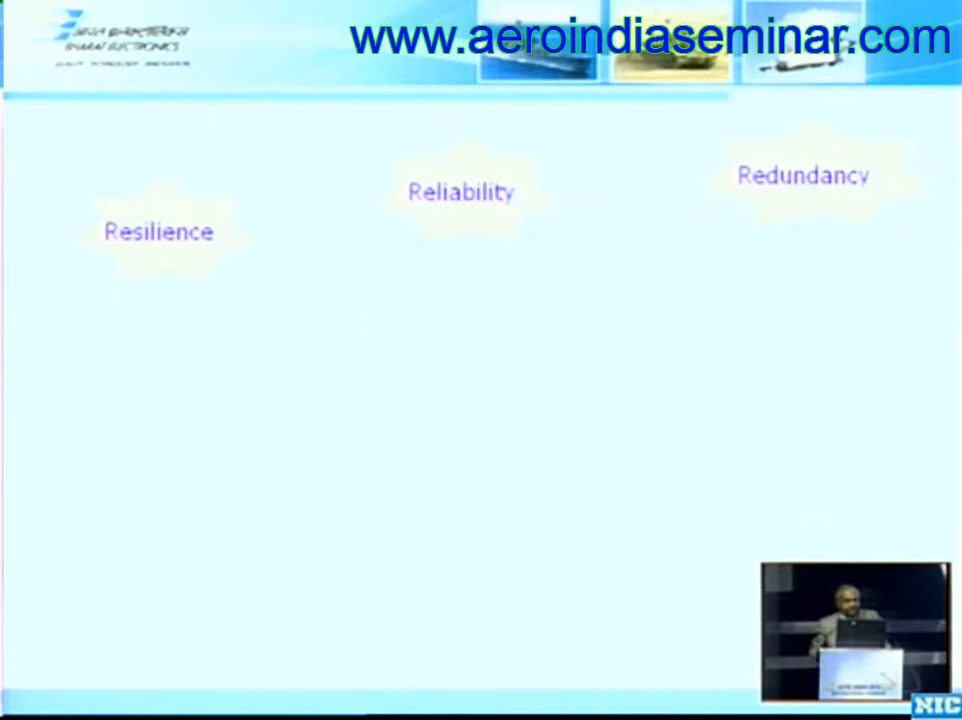 www.aeroindiaseminar.com
BHARAT ELECTRONICS
Redundancy
Reliability
Resilience
NIC